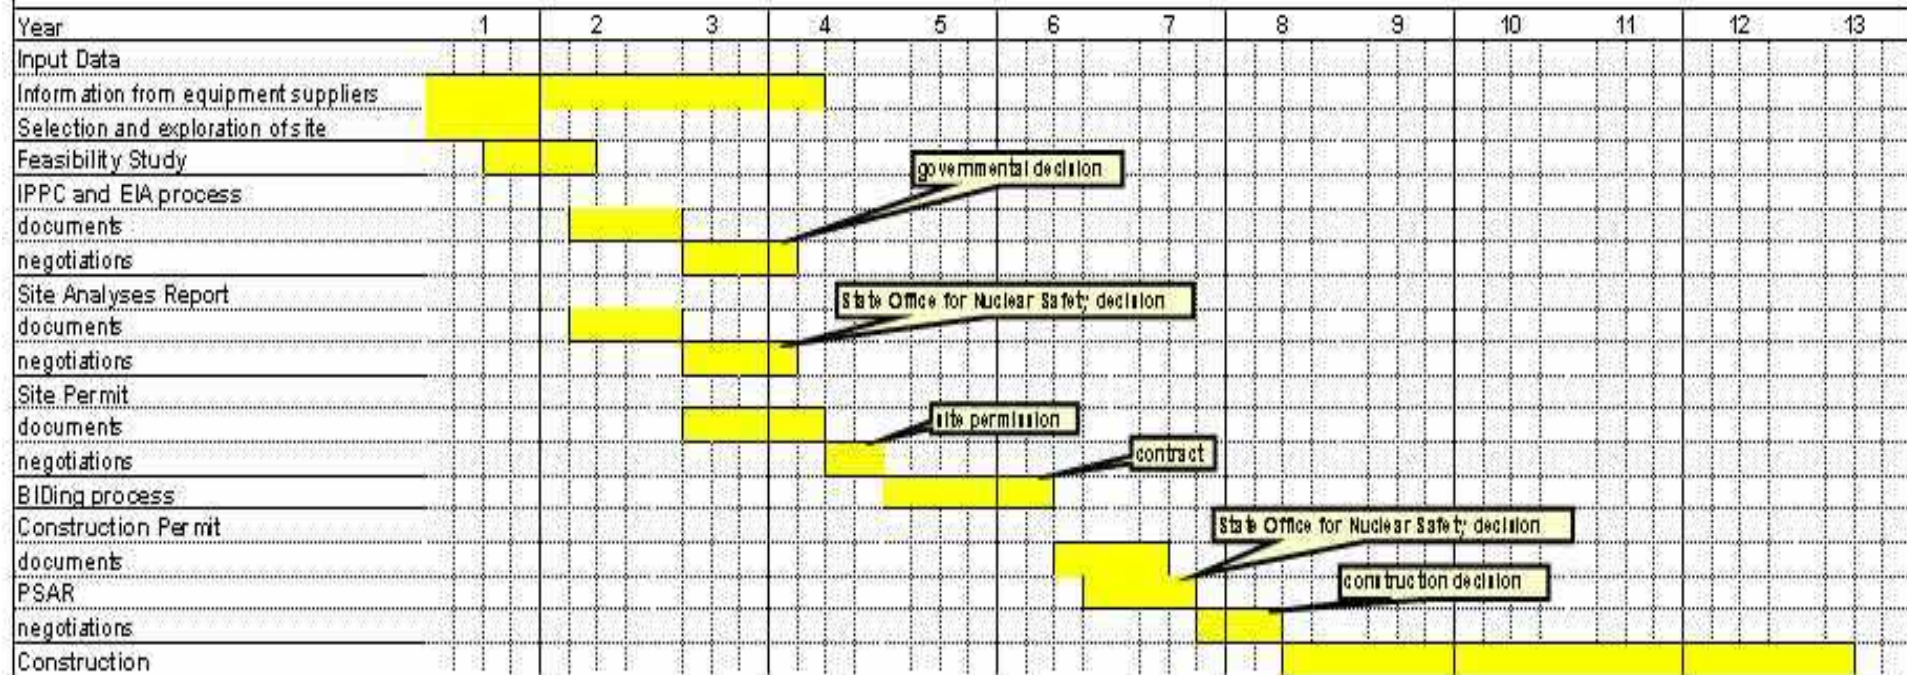 Year 1 2 3 4 5 6 7 8 9 10 11 12 13
Input Data
Information from equipment suppliers
Selection and exploration of site
Feasibility Study
governmental decision
IPPC and EIA process
documents
negotiations
Site Analyses Report
State Office for Nuclear Safety decision
documents
negotiations
Site Permit
documents
site permission
negotiations
contract
BIDing process
Construction Permit
State Office for Nuclear Safety decision
documents
construction decision
PSAR
negotiations
Construction